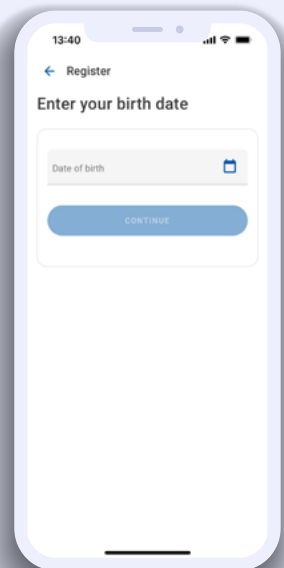 13:40
Register
Enter your birth date
Date of birth
CONTINUE